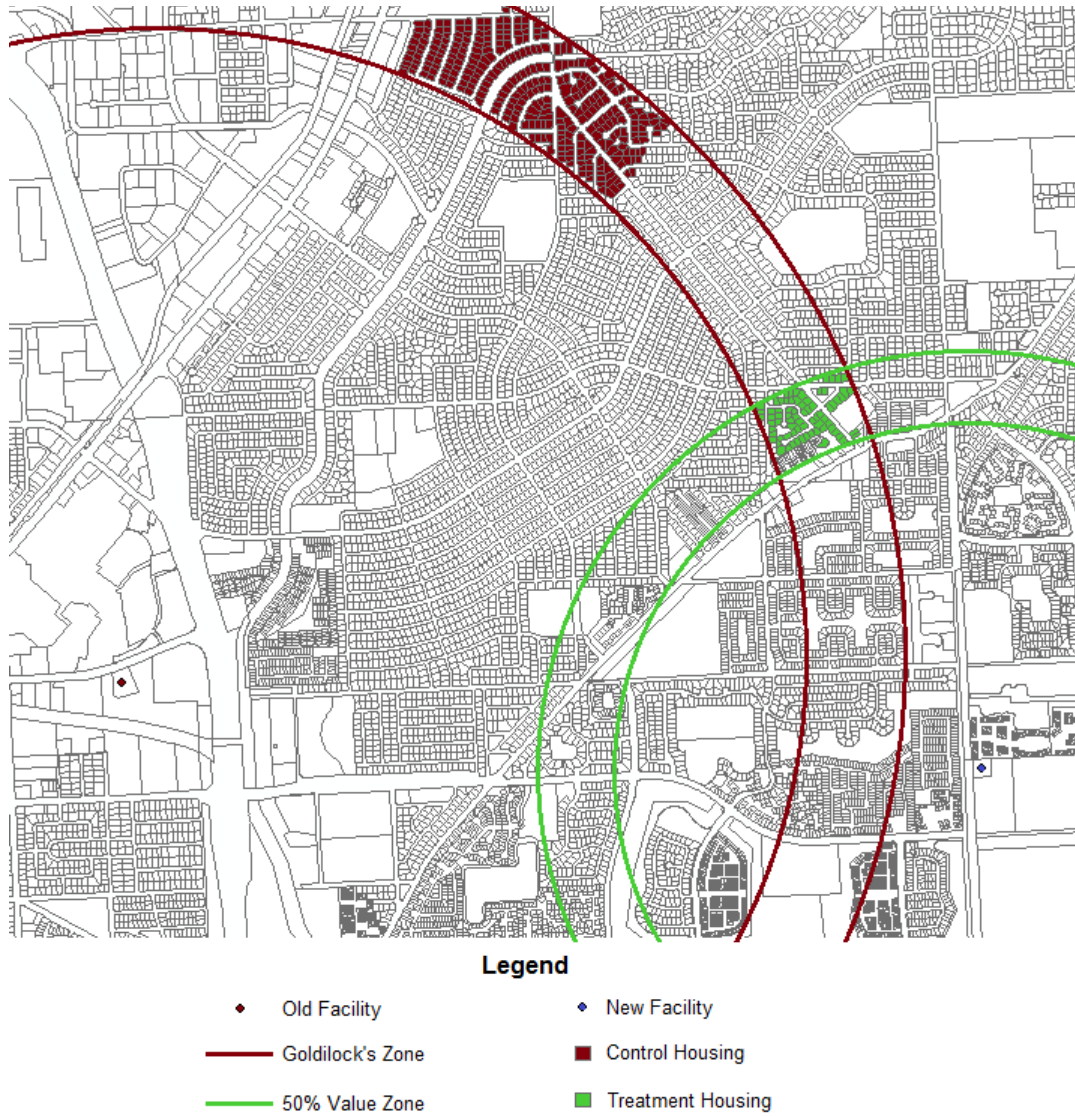 Legend
Old Facility
New Facility
Goldilock's Zone
Control Housing
50% Value Zone
Treatment Housing